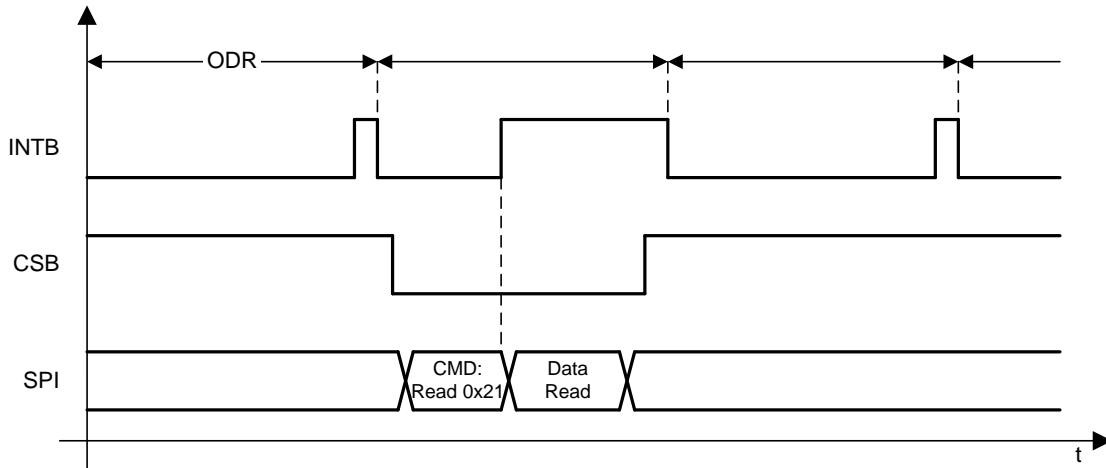 ODR
INTB
CSB
SPI
CMD:
Read 0x21
Data
Read
t